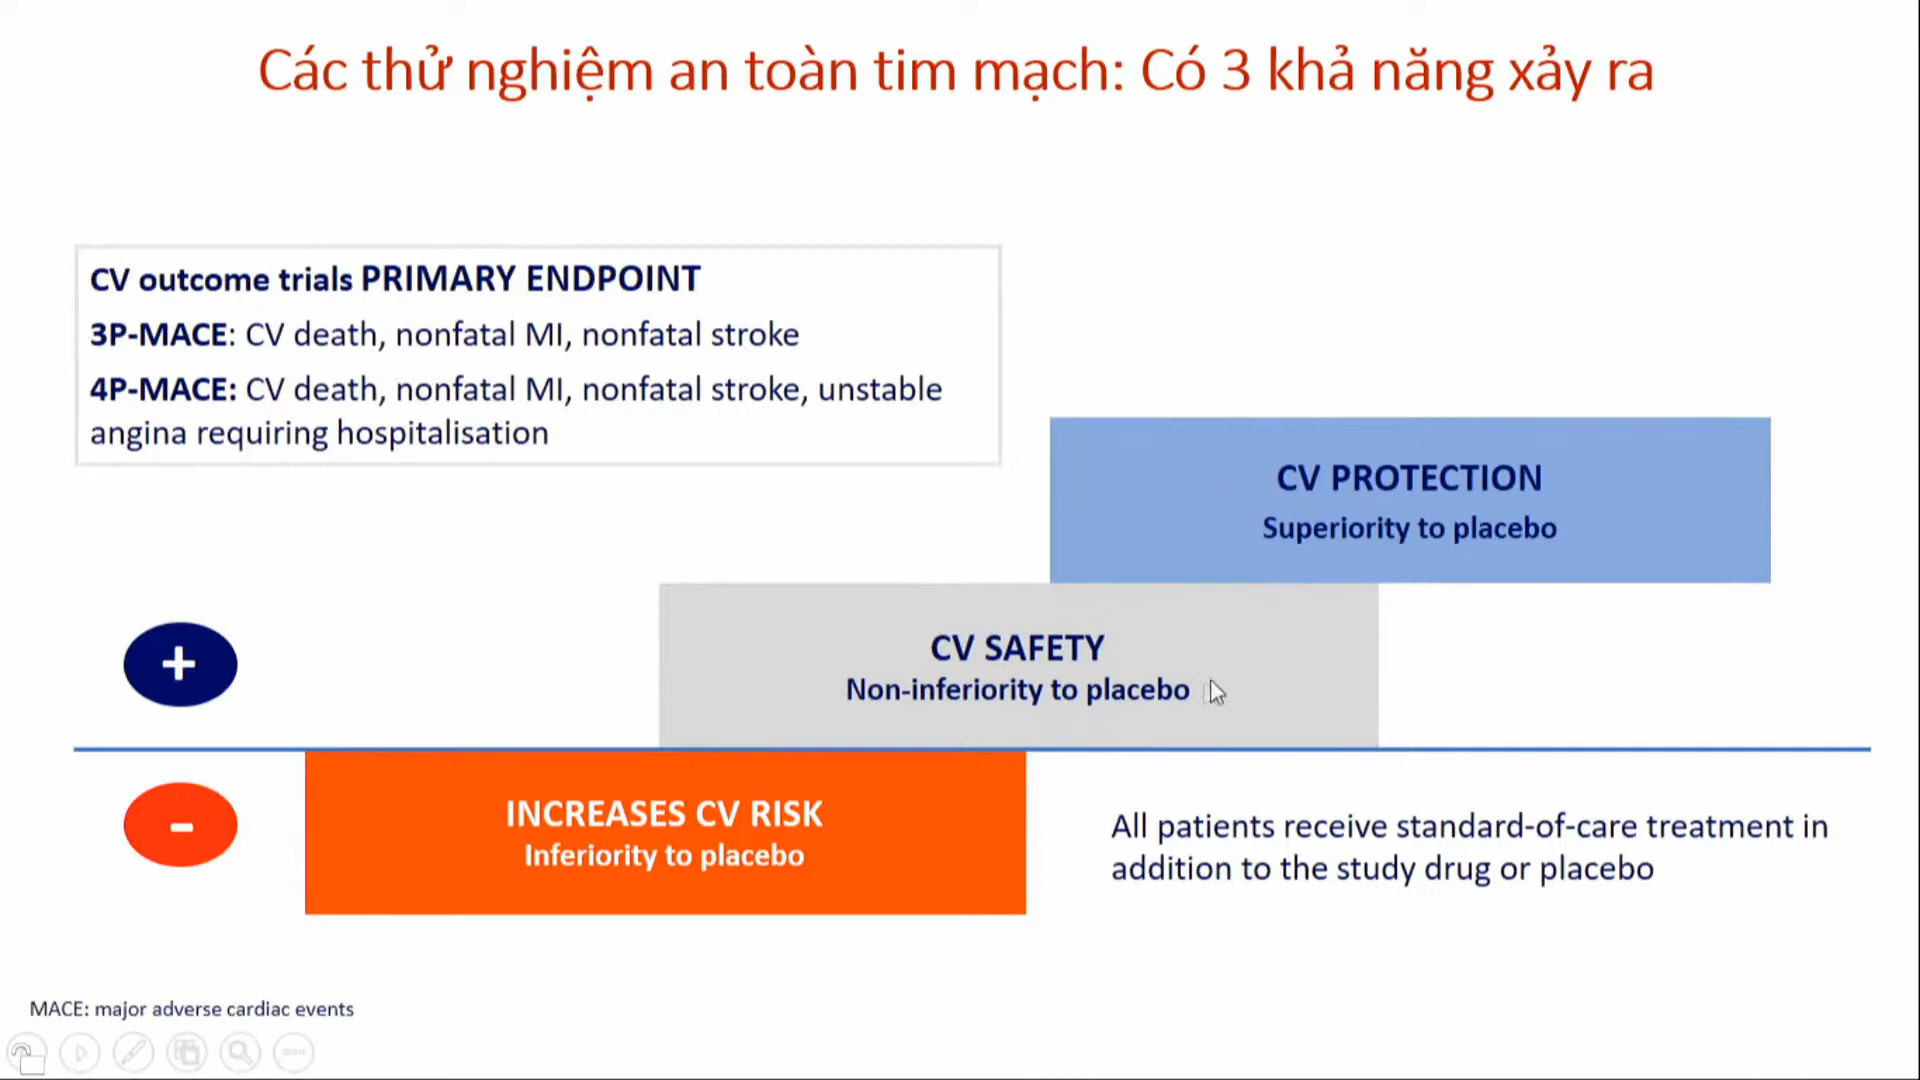 Các thử nghiệm an toàn tim mạch: Có 3 khả năng xảy ra
CV outcome trials PRIMARY ENDPOINT
3P-MACE: CV death, nonfatal MI, nonfatal stroke
4P-MACE: CV death, nonfatal MI, nonfatal stroke, unstable
angina requiring hospitalisation
CV PROTECTION
Superiority to placebo
+
CV SAFETY
Non-inferiority to placebo
-
INCREASES CV RISK
Inferiority to placebo
All patients receive standard-of-care treatment in
addition to the study drug or placebo
MACE: major adverse cardiac events